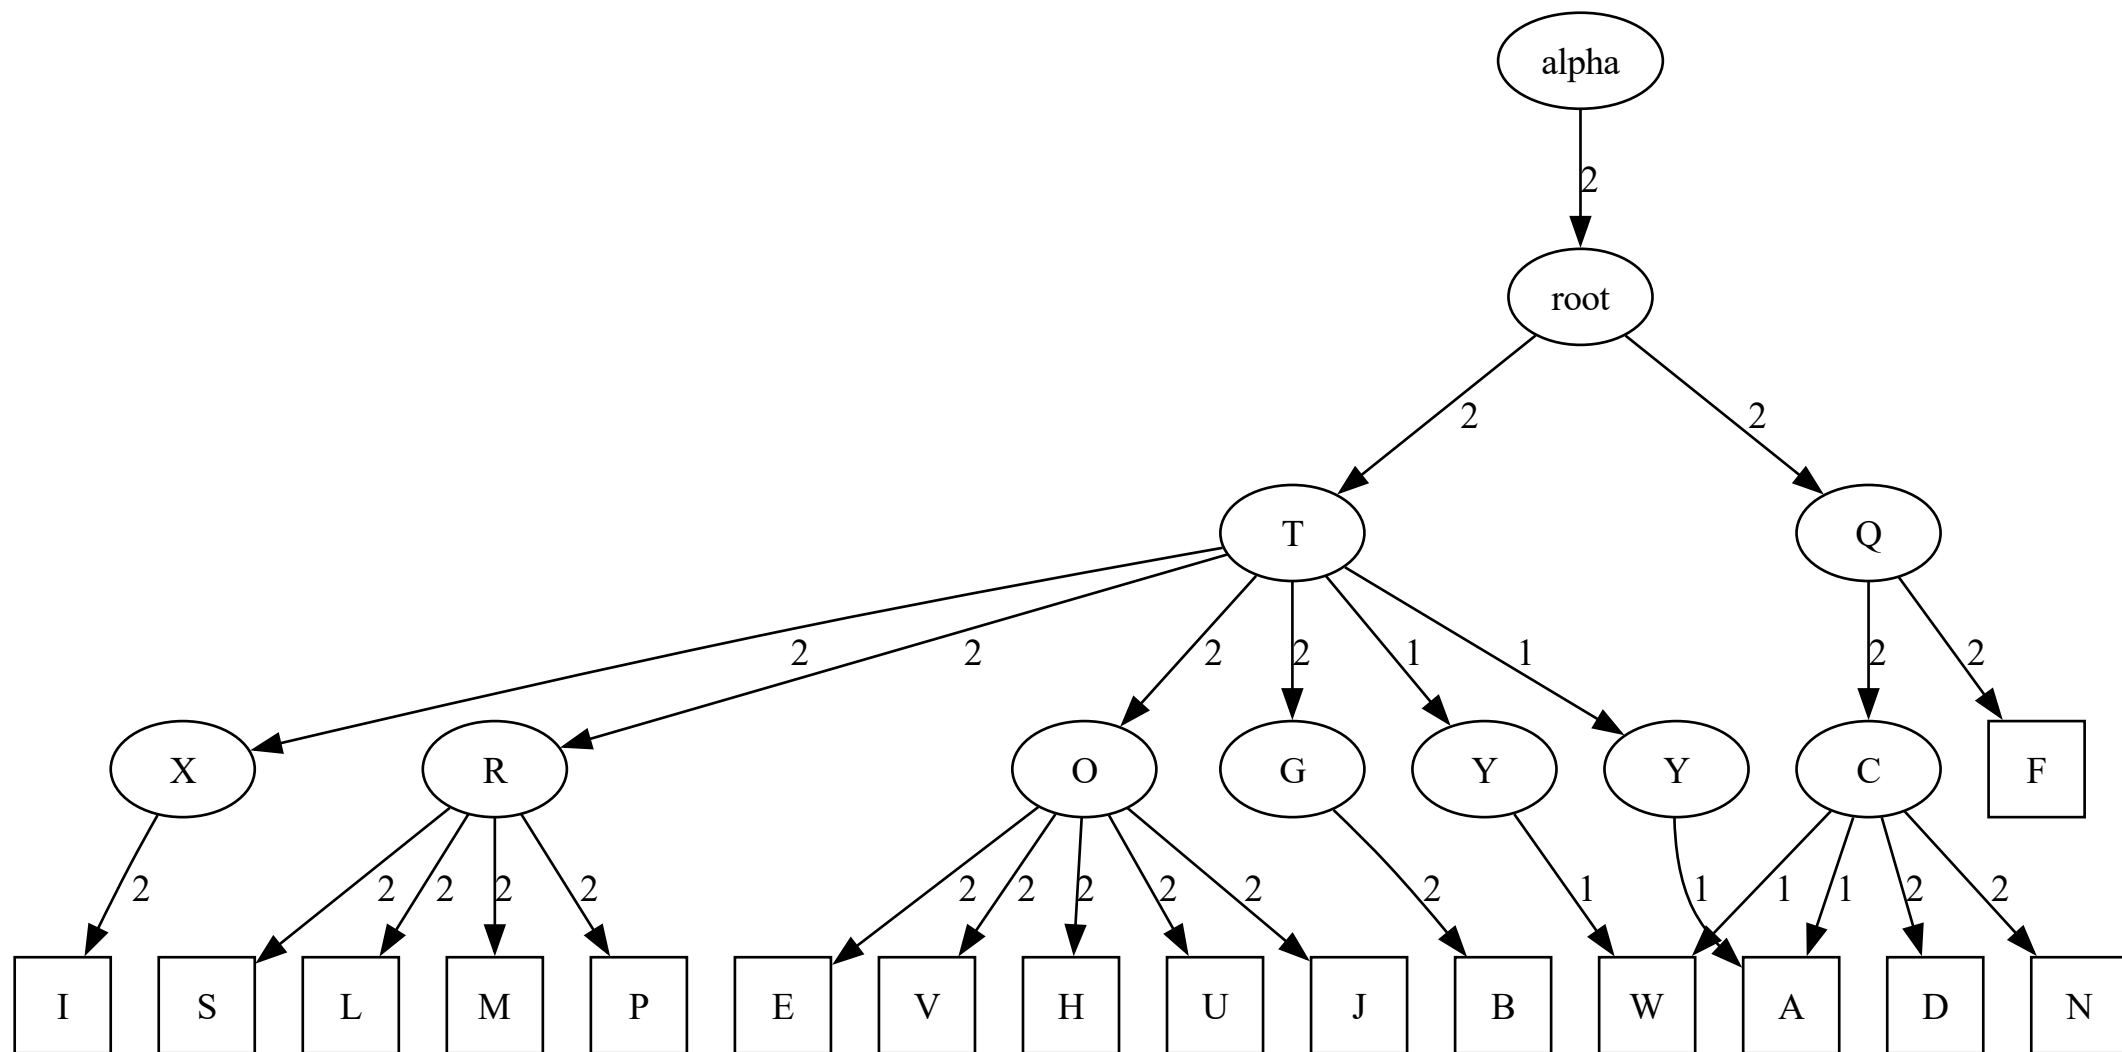 alpha
2
root
2 2
T Q
2 2 2 2 1 1 2 2
X R O G Y Y C F
2 2 2 2 2 2 2 2 2 2 2 1 1 1 1 2 2
I S L M P E V H U J B W A D N